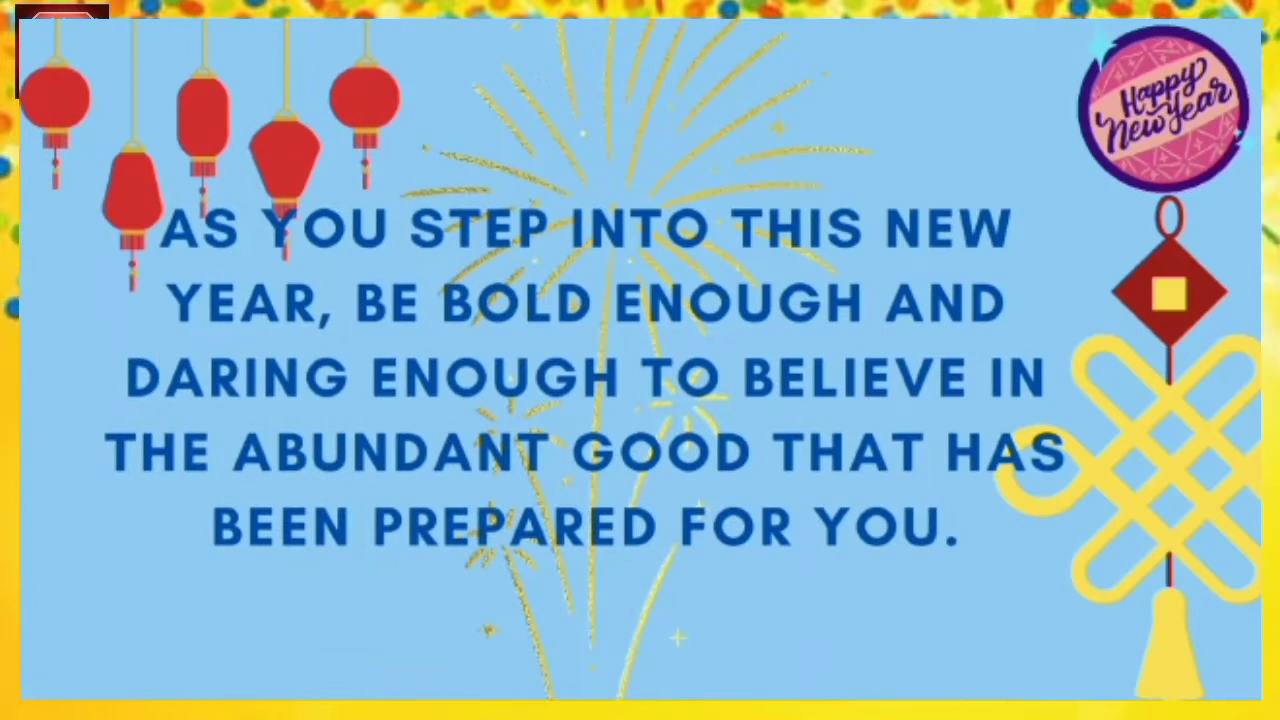 Happy
New Year
AS YOU STEP INTO THIS NEW
YEAR, BE BOLD ENOUGH AND
DARING ENOUGH TO BELIEVE IN
THE ABUNDANT GOOD THAT HAS
BEEN PREPARED FOR YOU.